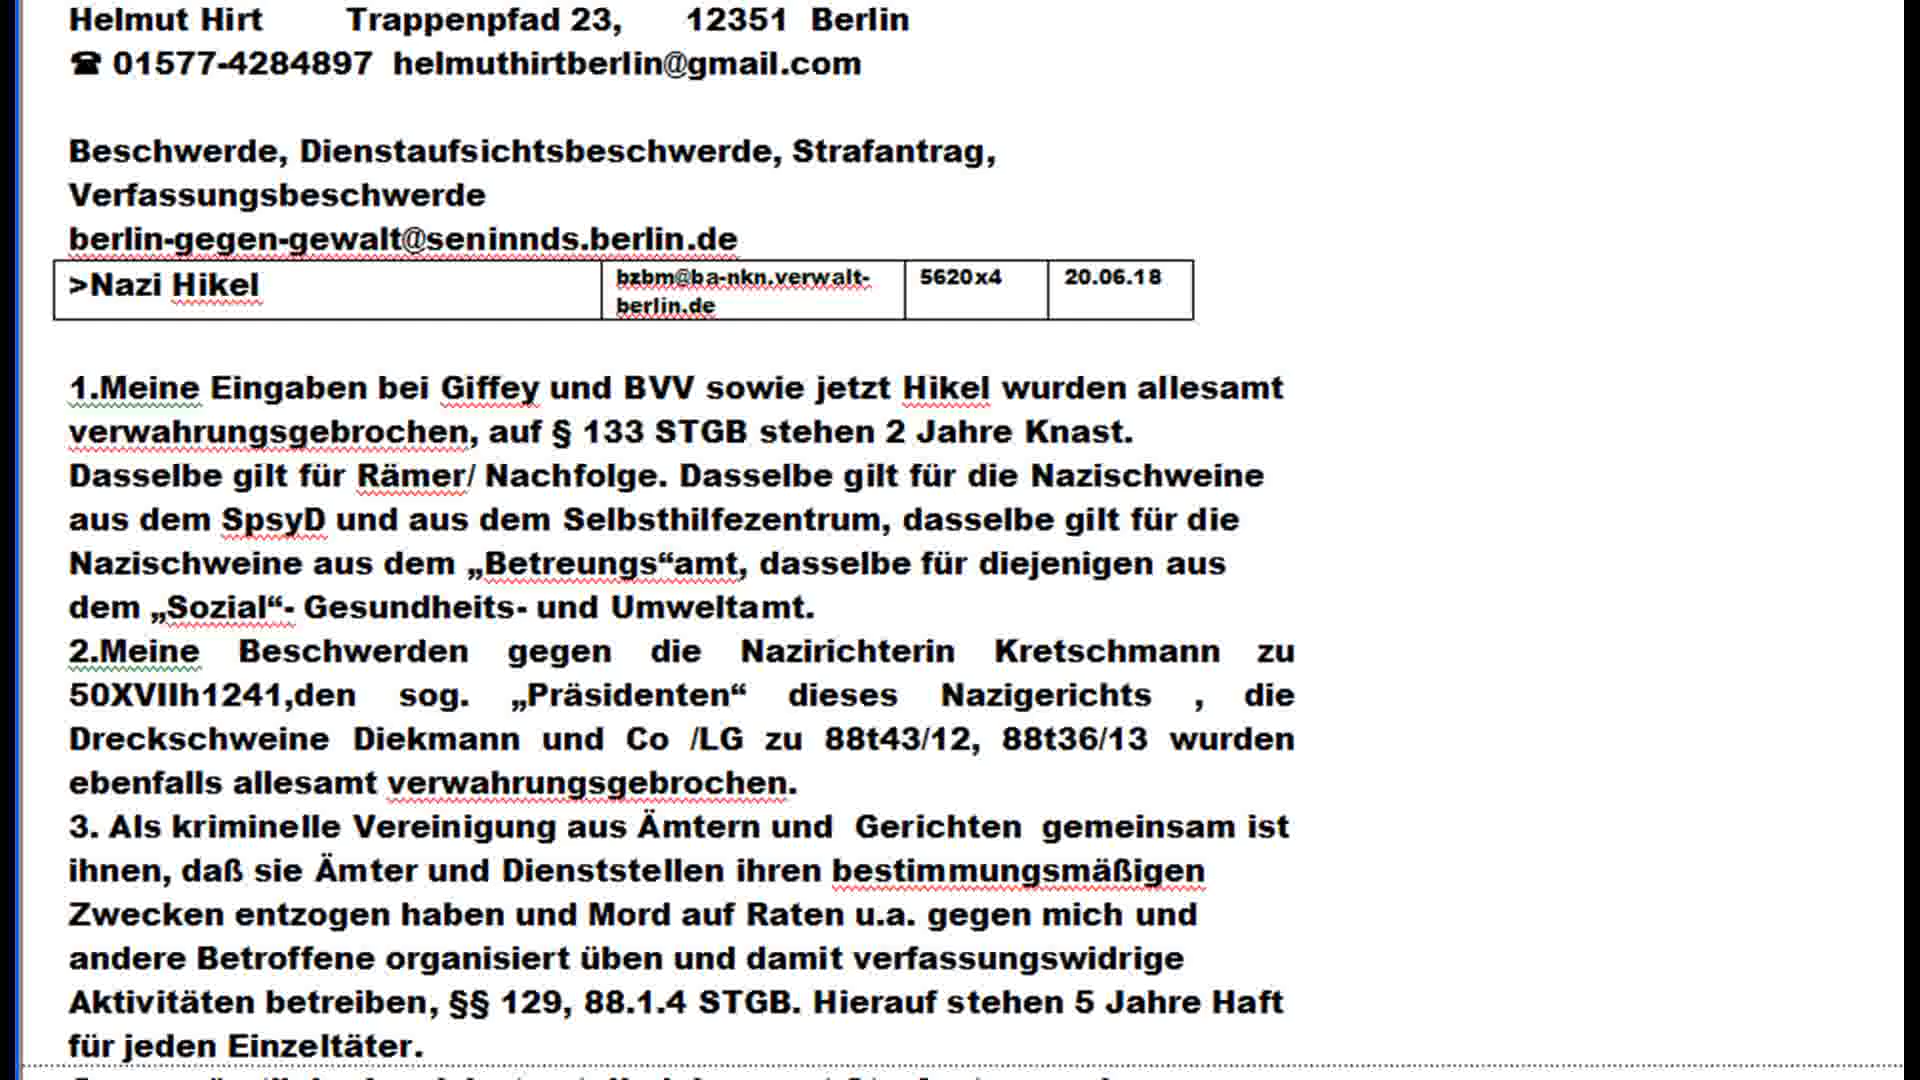 Helmut Hirt Trappenpfad 23, 12351 Berlin
☎ 01577-4284897 helmuthirtberlin@gmail.com
Beschwerde, Dienstaufsichtsbeschwerde, Strafantrag,
Verfassungsbeschwerde
berlin-gegen-gewalt@seninnds.berlin.de
>Nazi Hikel
bzbm@ba-nkn.verwalt-
berlin.de
5620x4
20.06.18
1.Meine Eingaben bei Giffey und BVV sowie jetzt Hikel wurden allesamt
verwahrungsgebrochen, auf § 133 STGB stehen 2 Jahre Knast.
Dasselbe gilt für Rämer/ Nachfolge. Dasselbe gilt für die Nazischweine
aus dem SpsyD und aus dem Selbsthilfezentrum, dasselbe gilt für die
Nazischweine aus dem „Betreungs“amt, dasselbe für diejenigen aus
dem „Sozial“- Gesundheits- und Umweltamt.
2.Meine Beschwerden gegen die Nazirichterin Kretschmann zu
50XVIIh1241,den sog. „Präsidenten“ dieses Nazigerichts , die
Dreckschweine Diekmann und Co /LG zu 88t43/12, 88t36/13 wurden
ebenfalls allesamt verwahrungsgebrochen.
3. Als kriminelle Vereinigung aus Ämtern und Gerichten gemeinsam ist
ihnen, daß sie Ämter und Dienststellen ihren bestimmungsmäßigen
Zwecken entzogen haben und Mord auf Raten u.a. gegen mich und
andere Betroffene organisiert üben und damit verfassungswidrige
Aktivitäten betreiben, §§ 129, 88.1.4 STGB. Hierauf stehen 5 Jahre Haft
für jeden Einzeltäter.